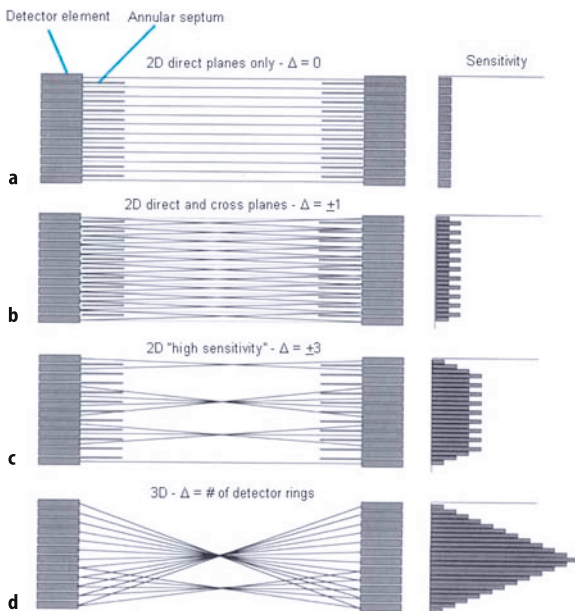 Detector element
Annular septum
2D direct planes only - Δ = 0
Sensitivity
a
2D direct and cross planes - Δ = ±1
b
2D "high sensitivity" - Δ = ±3
c
3D - Δ = # of detector rings
d